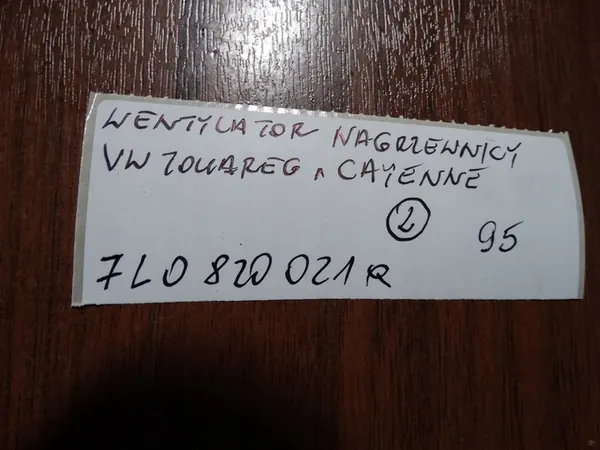 WENTYLATOR NAGRZEWNICY
VW TOUAREG, CAYENNE
2 95
7L0 820 021 R